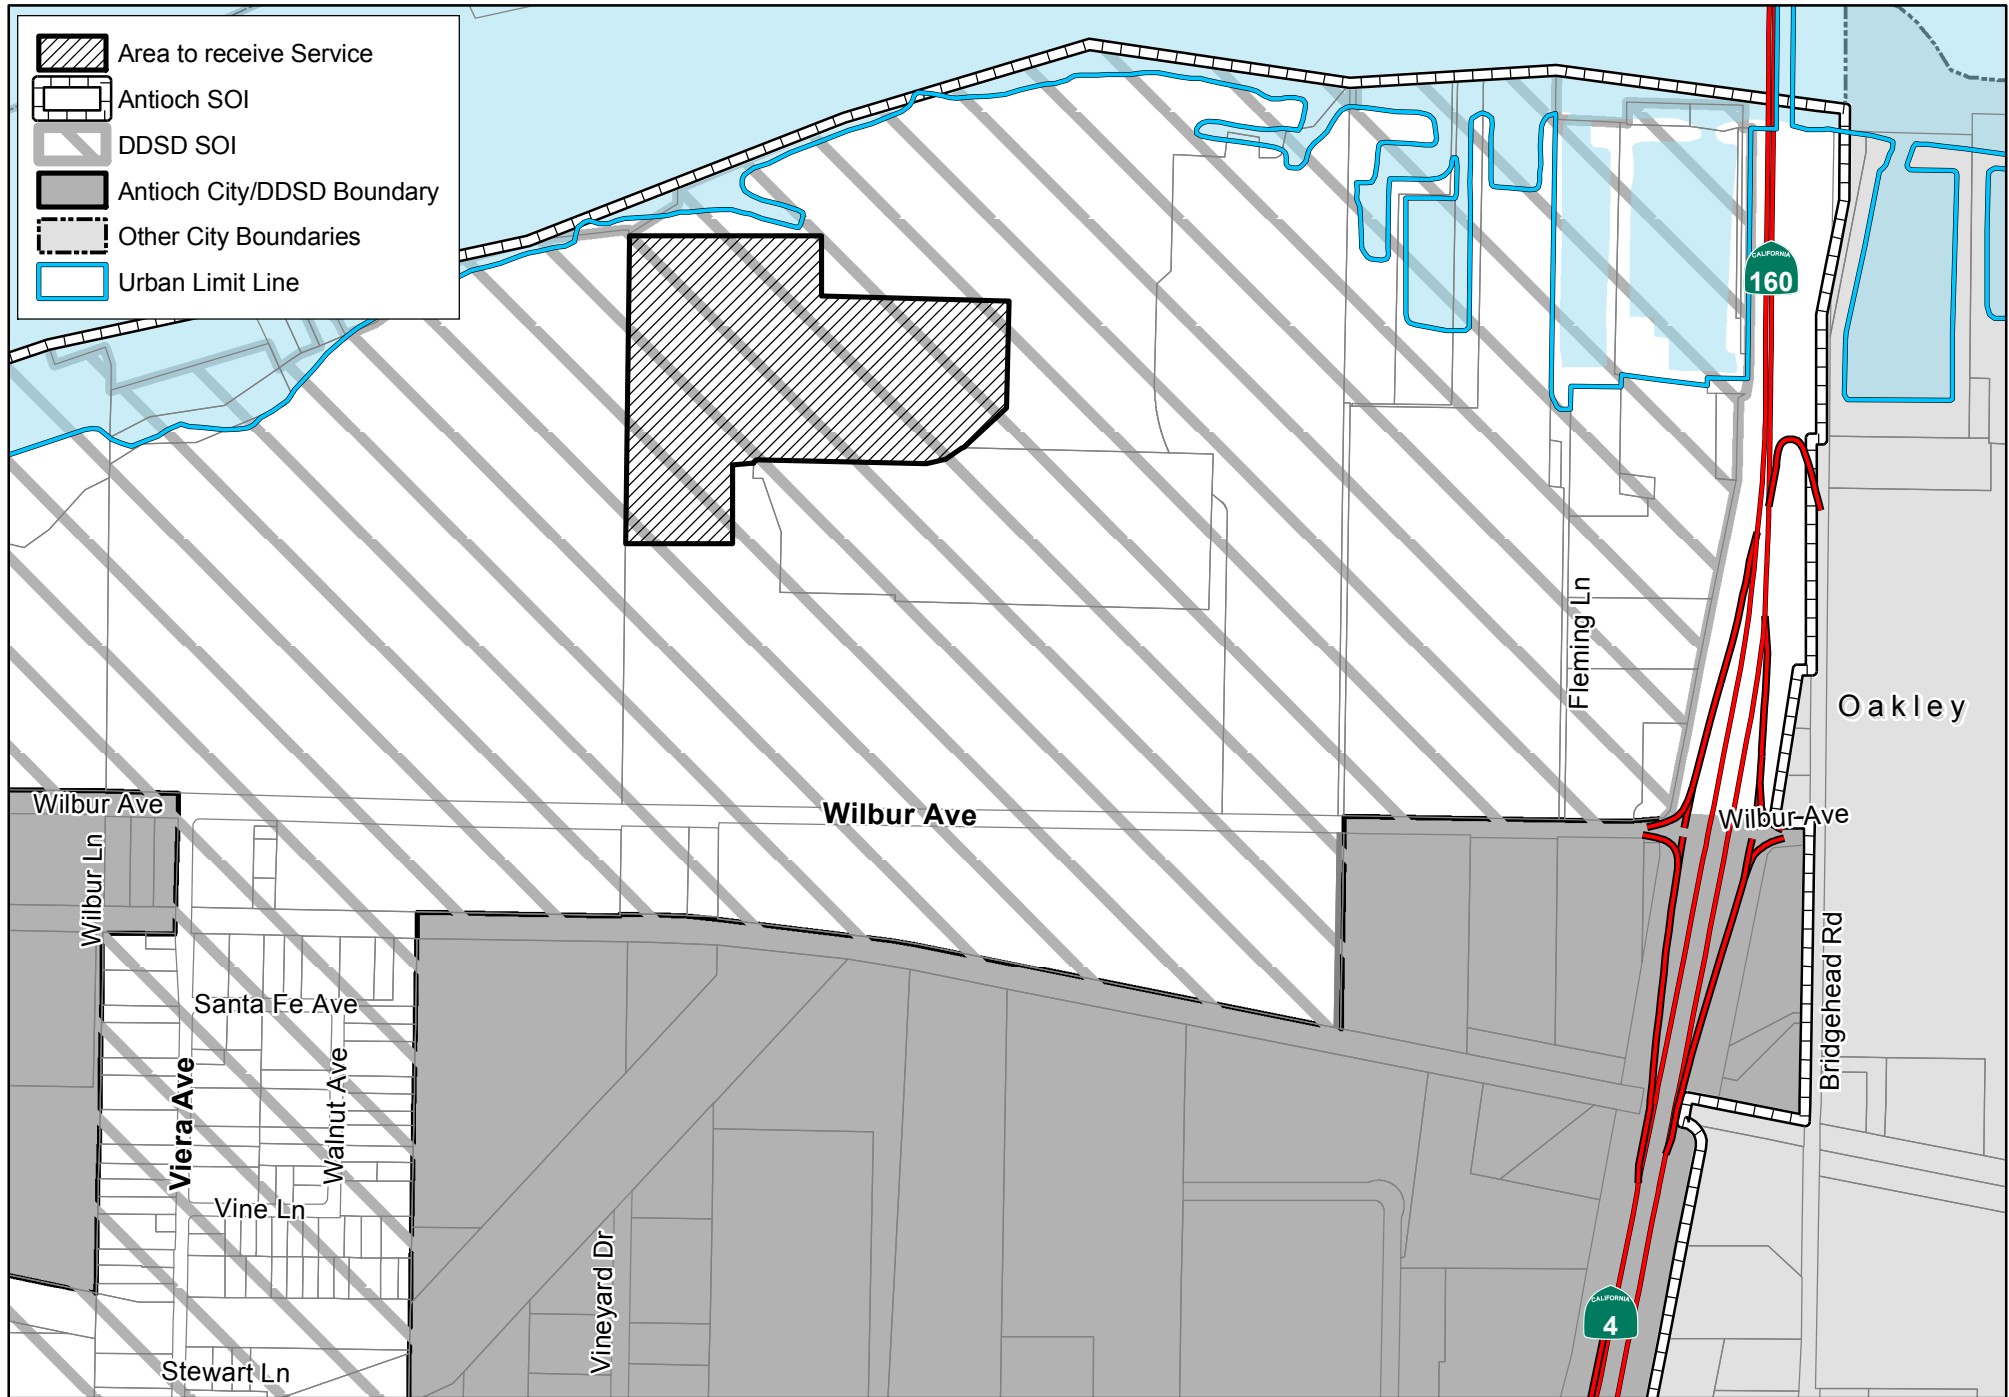 Area to receive Service
Antioch SOI
DDSD SOI
Antioch City/DDSD Boundary
Other City Boundaries
Urban Limit Line
CALIFORNIA
160
Fleming Ln
Oakley
Wilbur Ave
Wilbur Ave
Wilbur Ave
Wilbur Ln
Bridgehead Rd
Santa Fe Ave
Viera Ave
Walnut Ave
Vine Ln
Vineyard Dr
CALIFORNIA
4
Stewart Ln